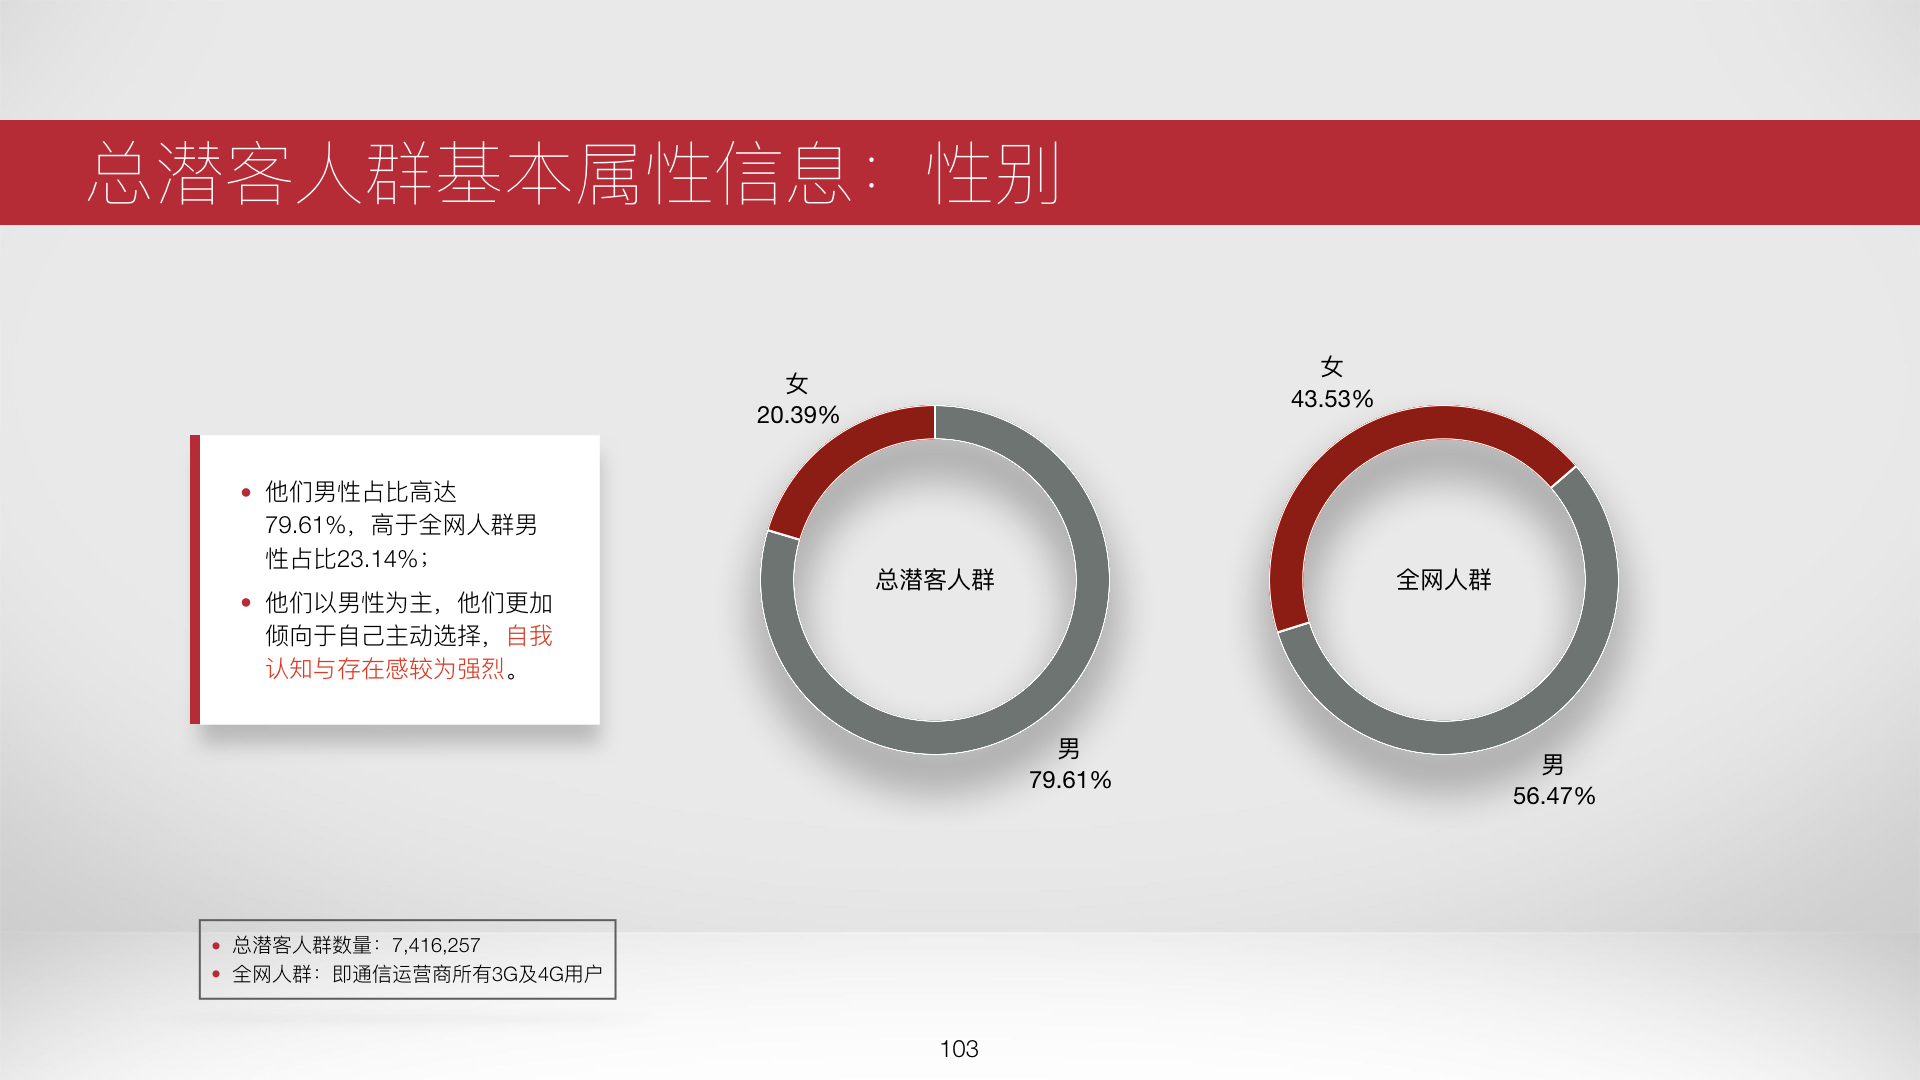 总潜客人群基本属性信息：性别
他们男性占比高达
79.61%，高于全网人群男
性占比23.14%；
他们以男性为主，他们更加
倾向于自己主动选择，自我
认知与存在感较为强烈。
女
20.39%
总潜客人群
男
79.61%
女
43.53%
全网人群
男
56.47%
总潜客人群数量：7,416,257
全网人群：即通信运营商所有3G及4G用户
103